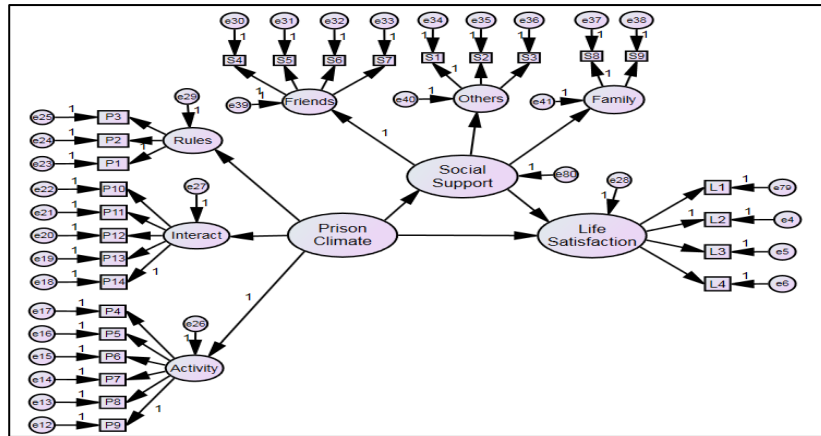 e30 e31 e32 e33 e34 e35 e36 e37 e38
1 1 1 1 1 1 1 1 1
S4 S5 S6 S7 S1 S2 S3 S8 S9
e39 1 1 Friends e40 1 1 Others e41 1 1 Family
e25 1 P3 e29
1
e24 1 P2 Rules
e23 1 P1 1
1
Social
Support
1 e80 e28
1
e22 1 P10 e27
e21 1 P11 1
e20 1 P12 Interact
e19 1 P13
e18 1 P14 1
Prison
Climate
Life
Satisfaction
L1 1 e79
1 L2 1 e4
L3 1 e5
L4 1 e6
1
e17 1 P4 e26
e16 1 P5 1
e15 1 P6 Activity
e14 1 P7
e13 1 P8
e12 1 P9 1